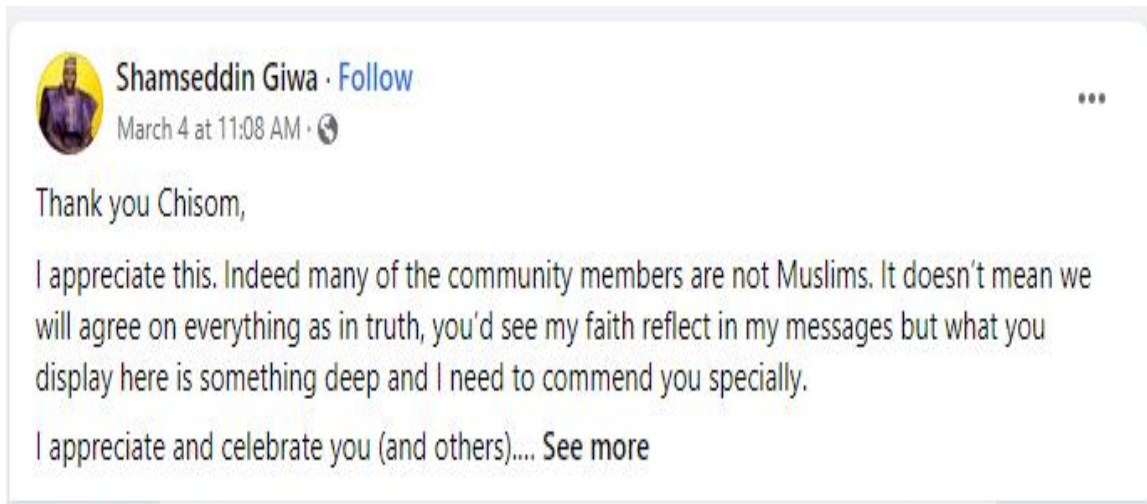 Shamseddin Giwa · Follow
March 4 at 11:08 AM ·
Thank you Chisom,
I appreciate this. Indeed many of the community members are not Muslims. It doesn't mean we
will agree on everything as in truth, you'd see my faith reflect in my messages but what you
display here is something deep and I need to commend you specially.
I appreciate and celebrate you (and others).... See more